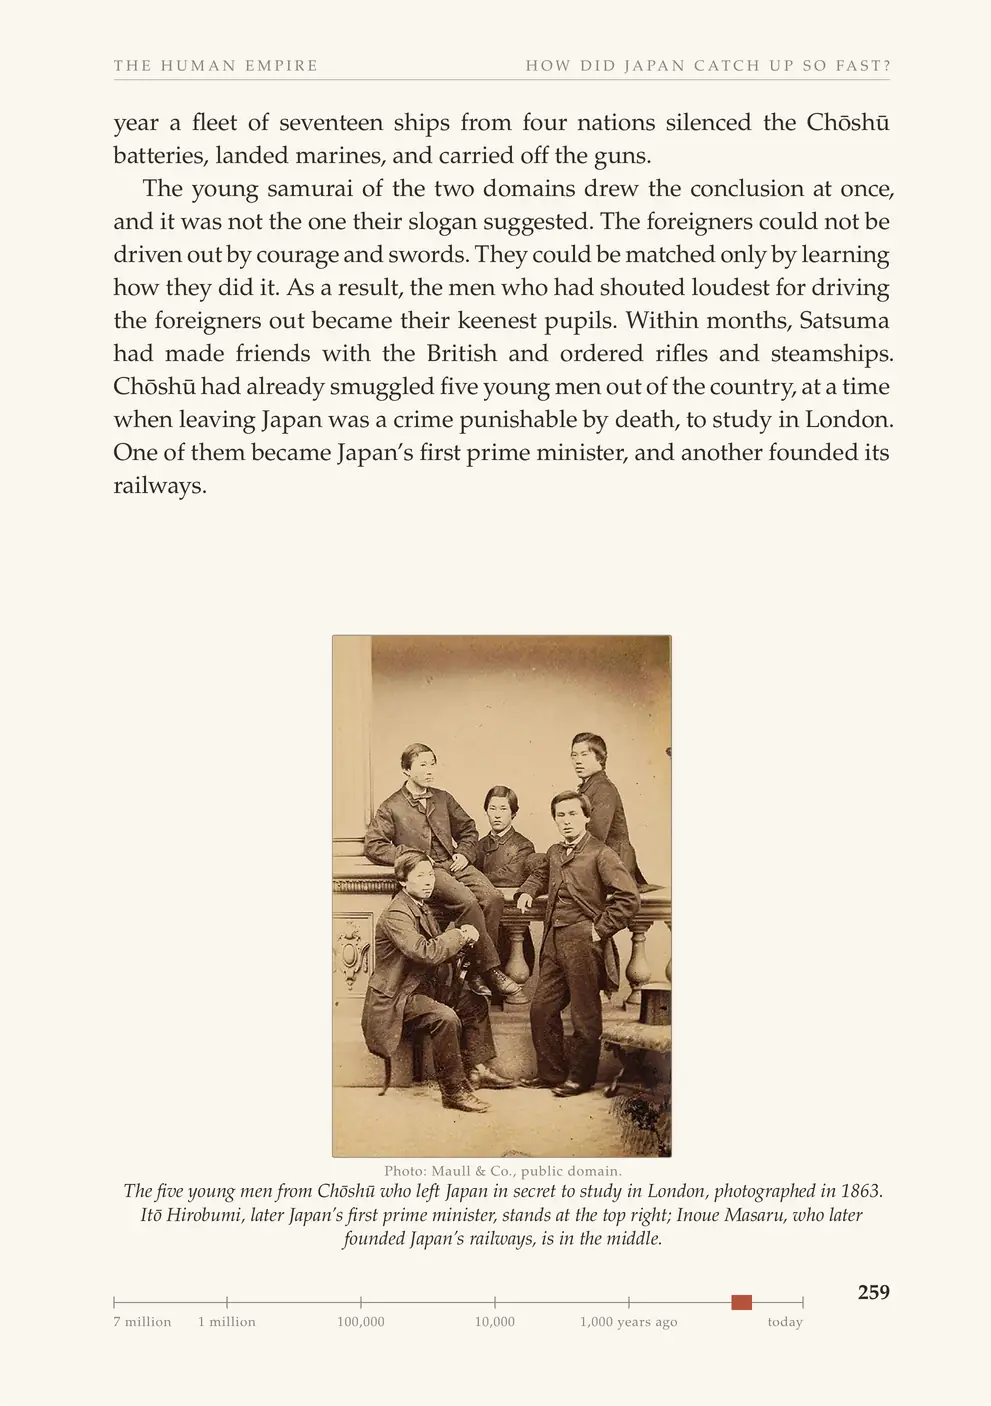 THE HUMAN EMPIRE
HOW DID JAPAN CATCH UP SO FAST?
year a fleet of seventeen ships from four nations silenced the Chōshū
batteries, landed marines, and carried off the guns.
The young samurai of the two domains drew the conclusion at once,
and it was not the one their slogan suggested. The foreigners could not be
driven out by courage and swords. They could be matched only by learning
how they did it. As a result, the men who had shouted loudest for driving
the foreigners out became their keenest pupils. Within months, Satsuma
had made friends with the British and ordered rifles and steamships.
Chōshū had already smuggled five young men out of the country, at a time
when leaving Japan was a crime punishable by death, to study in London.
One of them became Japan’s first prime minister, and another founded its
railways.
Photo: Maull & Co., public domain.
The five young men from Chōshū who left Japan in secret to study in London, photographed in 1863.
Itō Hirobumi, later Japan’s first prime minister, stands at the top right; Inoue Masaru, who later
founded Japan’s railways, is in the middle.
259
7 million
1 million
100,000
10,000
1,000 years ago
today